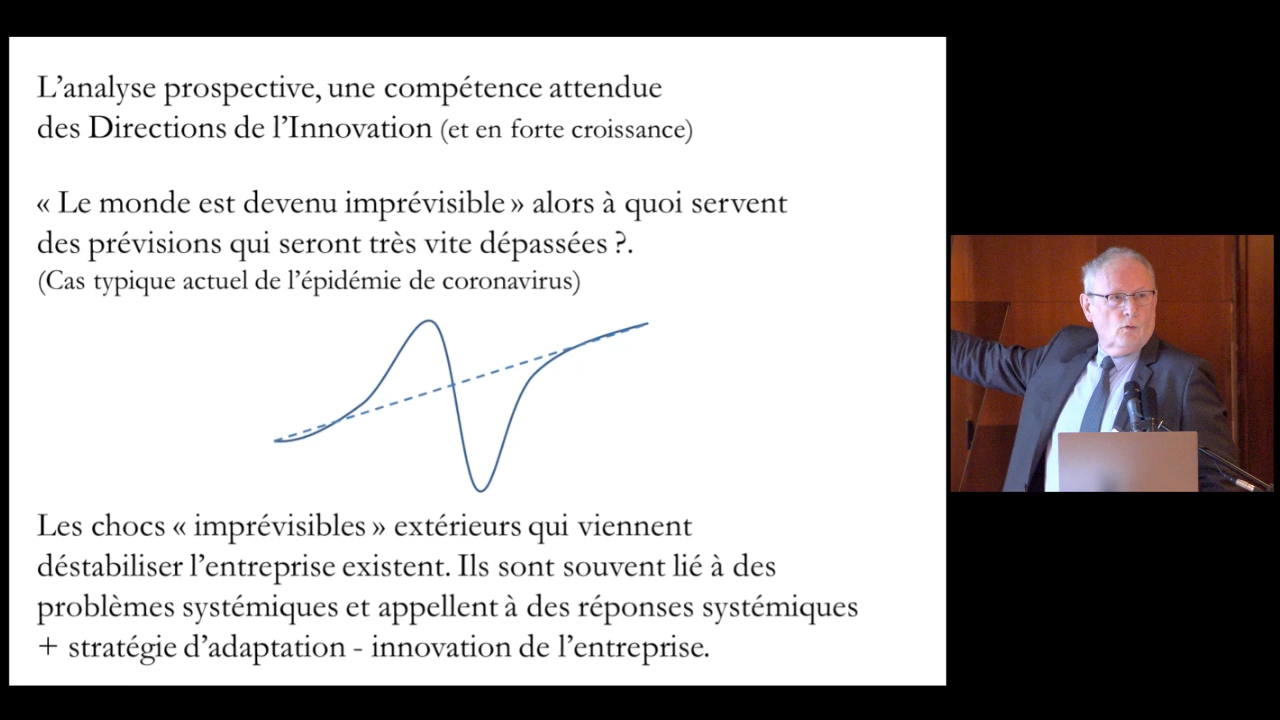 L’analyse prospective, une compétence attendue
des Directions de l’Innovation (et en forte croissance)
« Le monde est devenu imprévisible » alors à quoi servent
des prévisions qui seront très vite dépassées ?.
(Cas typique actuel de l’épidémie de coronavirus)
Les chocs « imprévisibles » extérieurs qui viennent
déstabiliser l’entreprise existent. Ils sont souvent lié à des
problèmes systémiques et appellent à des réponses systémiques
+ stratégie d’adaptation - innovation de l’entreprise.